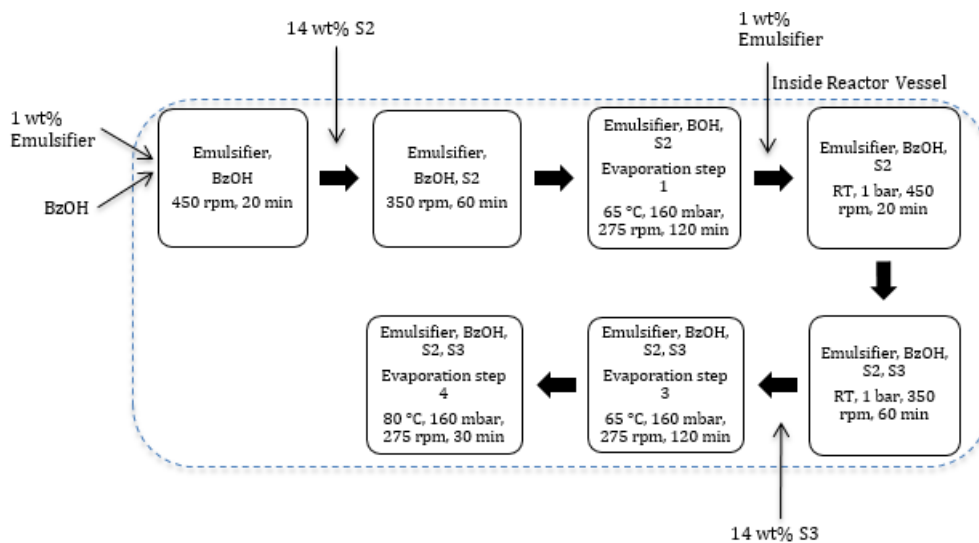 14 wt% S2
1 wt%
Emulsifier
Inside Reactor Vessel
1 wt%
Emulsifier
BzOH
Emulsifier,
BzOH
450 rpm, 20 min
Emulsifier,
BzOH, S2
350 rpm, 60 min
Emulsifier, BOH,
S2
Evaporation step
1
65 °C, 160 mbar,
275 rpm, 120 min
Emulsifier, BzOH,
S2
RT, 1 bar, 450
rpm, 20 min
Emulsifier, BzOH,
S2, S3
RT, 1 bar, 350
rpm, 60 min
Emulsifier, BzOH,
S2, S3
Evaporation step
3
65 °C, 160 mbar,
275 rpm, 120 min
Emulsifier, BzOH,
S2, S3
Evaporation step
4
80 °C, 160 mbar,
275 rpm, 30 min
14 wt% S3